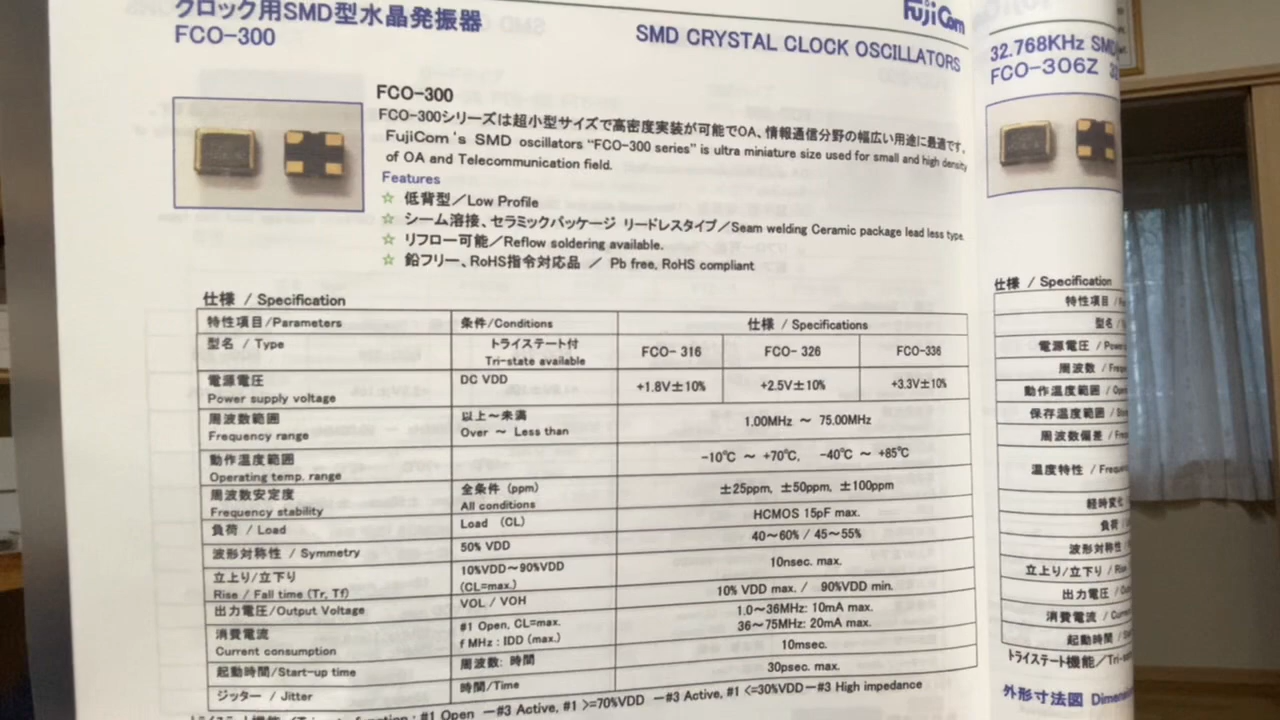 クロック用SMD型水晶発振器
FCO-300
FujiCom
SMD CRYSTAL CLOCK OSCILLATORS
FCO-300
FCO-300シリーズは超小型サイズで高密度実装が可能でOA、情報通信分野の幅広い用途に最適です。
FujiCom's SMD oscillators “FCO-300 series” is ultra miniature size used for small and high density
of OA and Telecommunication field.
Features
☆ 低背型／Low Profile
☆ シーム溶接、セラミックパッケージ リードレスタイプ／Seam welding Ceramic package lead less type.
☆ リフロー可能／Reflow soldering available.
☆ 鉛フリー、RoHS指令対応品 ／ Pb free, RoHS compliant
仕様 / Specification
特性項目/Parameters 条件/Conditions 仕様 / Specifications
型名 / Type トライステート付 FCO- 316 FCO- 326 FCO-336
Tri-state available
電源電圧 DC VDD +1.8V±10% +2.5V±10% +3.3V±10%
Power supply voltage
周波数範囲 以上～未満 1.00MHz ～ 75.00MHz
Frequency range Over ～ Less than
動作温度範囲 -10℃ ～ +70℃, -40℃ ～ +85℃
Operating temp. range
周波数安定度 全条件 (ppm) ±25ppm, ±50ppm, ±100ppm
Frequency stability All conditions
負荷 / Load Load (CL) HCMOS 15pF max.
波形対称性 / Symmetry 50% VDD 40～60% / 45～55%
立上り/立下り 10%VDD～90%VDD 10nsec. max.
Rise / Fall time (Tr, Tf) (CL=max.)
出力電圧/Output Voltage VOL / VOH 10% VDD max. / 90%VDD min.
消費電流 #1 Open, CL=max. 1.0～36MHz: 10mA max.
Current consumption f MHz : IDD (max.) 36～75MHz: 20mA max.
起動時間/Start-up time 周波数: 時間 10msec.
ジッター / Jitter 時間/Time 30psec. max.
#1 Open －#3 Active, #1 >=70%VDD －#3 Active, #1 <=30%VDD－#3 High impedance
32.768KHz SMD
FCO-306Z
仕様 / Specification
特性項目 /
型名 /
電源電圧 /
周波数 /
動作温度範囲 /
保存温度範囲 /
周波数偏差 /
温度特性 /
経時変化
負荷 /
波形対称性 /
立上り/立下り /
出力電圧 /
消費電流 /
起動時間 /
トライステート機能／
外形寸法図